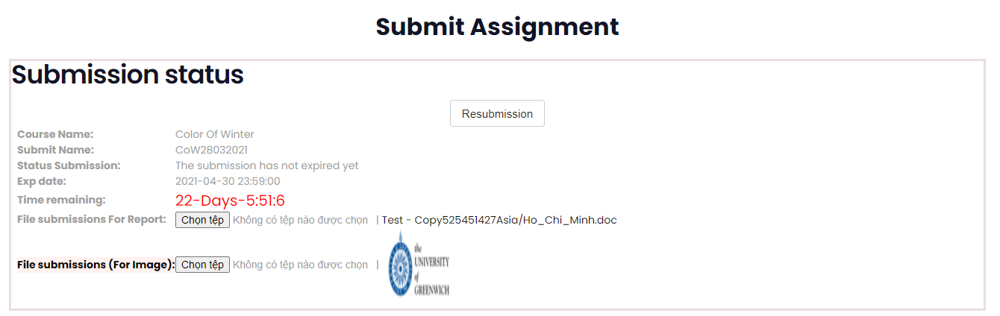 Submit Assignment
Submission status
Resubmission
Course Name: Color Of Winter
Submit Name: CoW28032021
Status Submission: The submission has not expired yet
Exp date: 2021-04-30 23:59:00
Time remaining: 22-Days-5:51:6
File submissions For Report: Chọn tệp Không có tệp nào được chọn | Test - Copy525451427Asia/Ho_Chi_Minh.doc
File submissions (For Image): Chọn tệp Không có tệp nào được chọn |
the
UNIVERSITY
of
GREENWICH